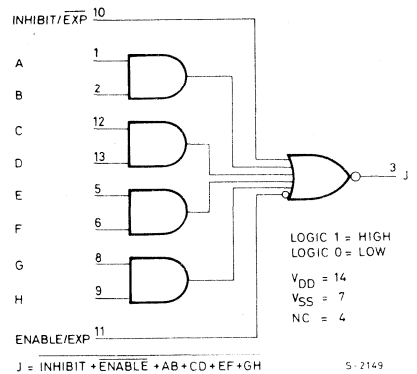 INHIBIT/E̅X̅P̅ 10
A 1
B 2
C 12
D 13
E 5
F 6
G 8
H 9
ENABLE/EXP 11
3 J
LOGIC 1 = HIGH
LOGIC 0 = LOW
VDD = 14
VSS = 7
NC = 4
J = INHIBIT + ENABLE + AB + CD + EF + GH
S-2149